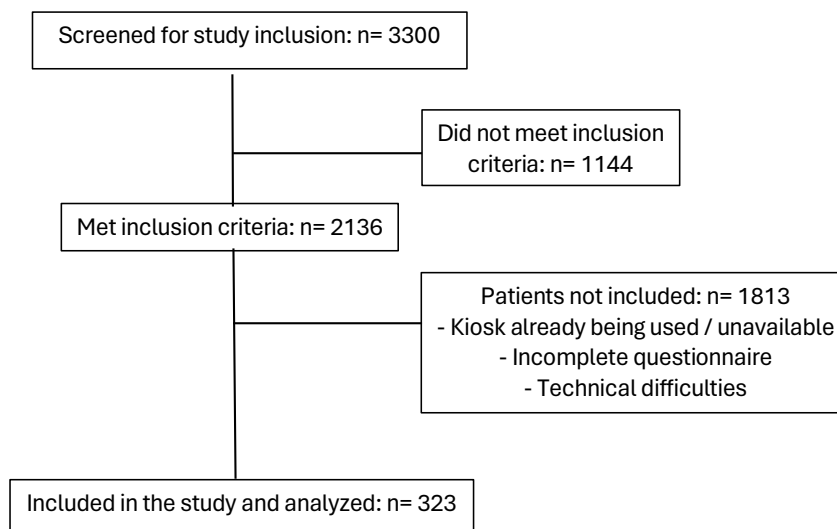 Screened for study inclusion: n= 3300
Did not meet inclusion
criteria: n= 1144
Met inclusion criteria: n= 2136
Patients not included: n= 1813
- Kiosk already being used / unavailable
- Incomplete questionnaire
- Technical difficulties
Included in the study and analyzed: n= 323